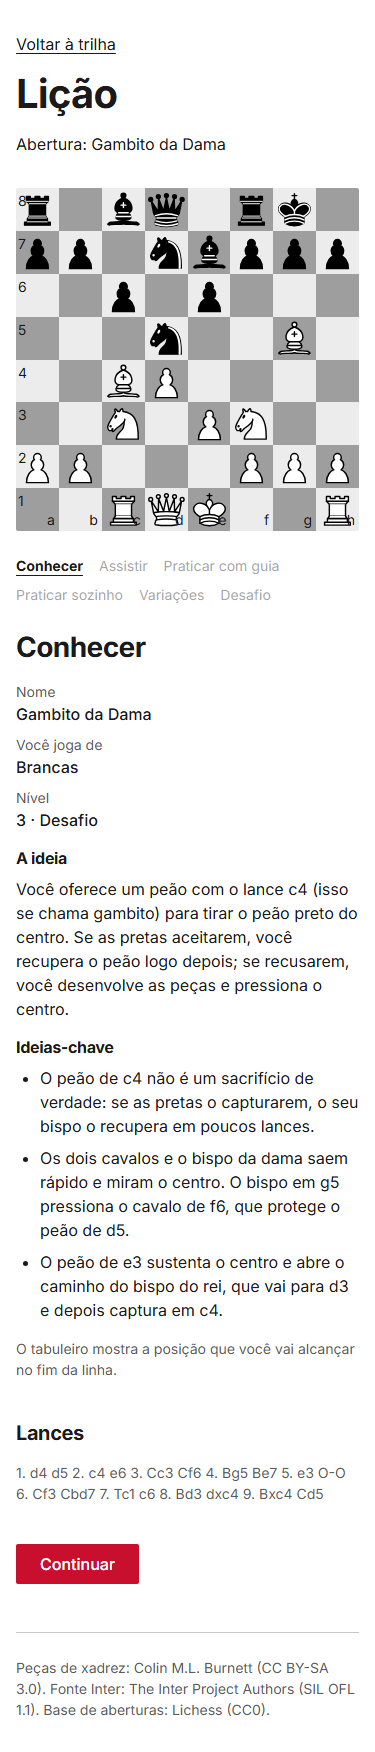 Voltar à trilha
Lição
Abertura: Gambito da Dama
8
7
6
5
4
3
2
1
a b c d e f g h
Conhecer Assistir Praticar com guia
Praticar sozinho Variações Desafio
Conhecer
Nome
Gambito da Dama
Você joga de
Brancas
Nível
3 · Desafio
A ideia
Você oferece um peão com o lance c4 (isso
se chama gambito) para tirar o peão preto do
centro. Se as pretas aceitarem, você
recupera o peão logo depois; se recusarem,
você desenvolve as peças e pressiona o
centro.
Ideias-chave
• O peão de c4 não é um sacrifício de
verdade: se as pretas o capturarem, o seu
bispo o recupera em poucos lances.
• Os dois cavalos e o bispo da dama saem
rápido e miram o centro. O bispo em g5
pressiona o cavalo de f6, que protege o
peão de d5.
• O peão de e3 sustenta o centro e abre o
caminho do bispo do rei, que vai para d3
e depois captura em c4.
O tabuleiro mostra a posição que você vai alcançar
no fim da linha.
Lances
1. d4 d5 2. c4 e6 3. Cc3 Cf6 4. Bg5 Be7 5. e3 O-O
6. Cf3 Cbd7 7. Tc1 c6 8. Bd3 dxc4 9. Bxc4 Cd5
Continuar
Peças de xadrez: Colin M.L. Burnett (CC BY-SA
3.0). Fonte Inter: The Inter Project Authors (SIL OFL
1.1). Base de aberturas: Lichess (CC0).